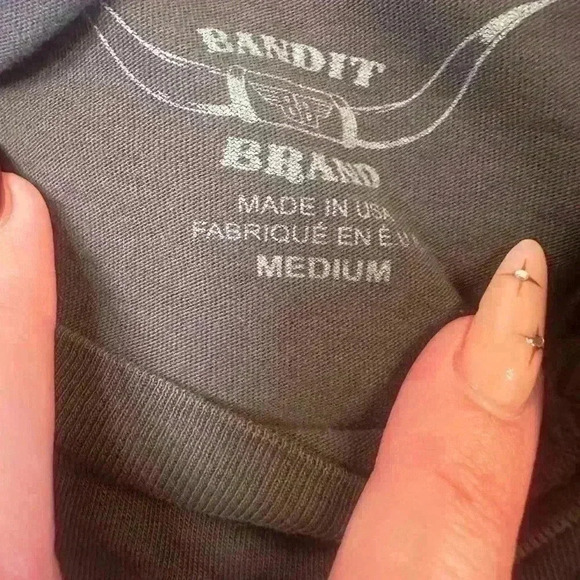 BANDIT
BRAND
MADE IN USA
FABRIQUÉ EN É.U
MEDIUM